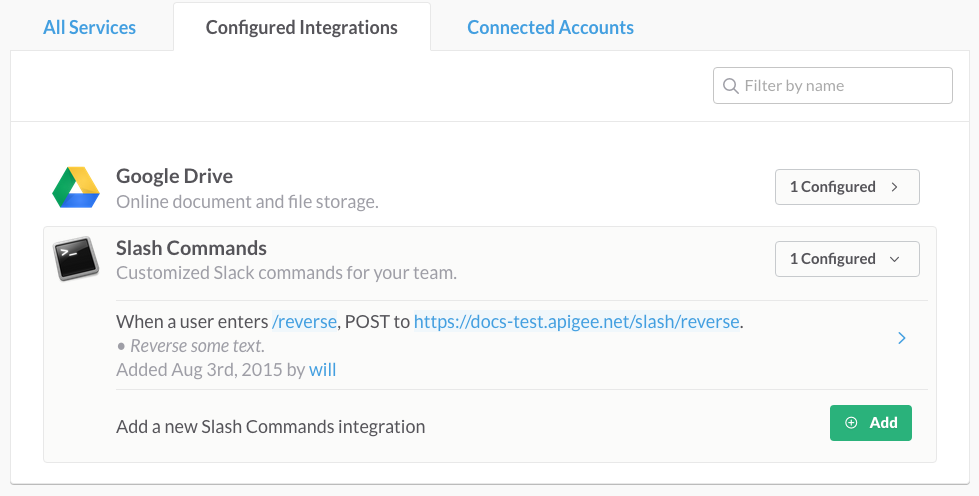 All Services
Configured Integrations
Connected Accounts
Filter by name
Google Drive
Online document and file storage.
1 Configured
Slash Commands
Customized Slack commands for your team.
1 Configured
When a user enters /reverse, POST to https://docs-test.apigee.net/slash/reverse.
• Reverse some text.
Added Aug 3rd, 2015 by will
Add a new Slash Commands integration
Add